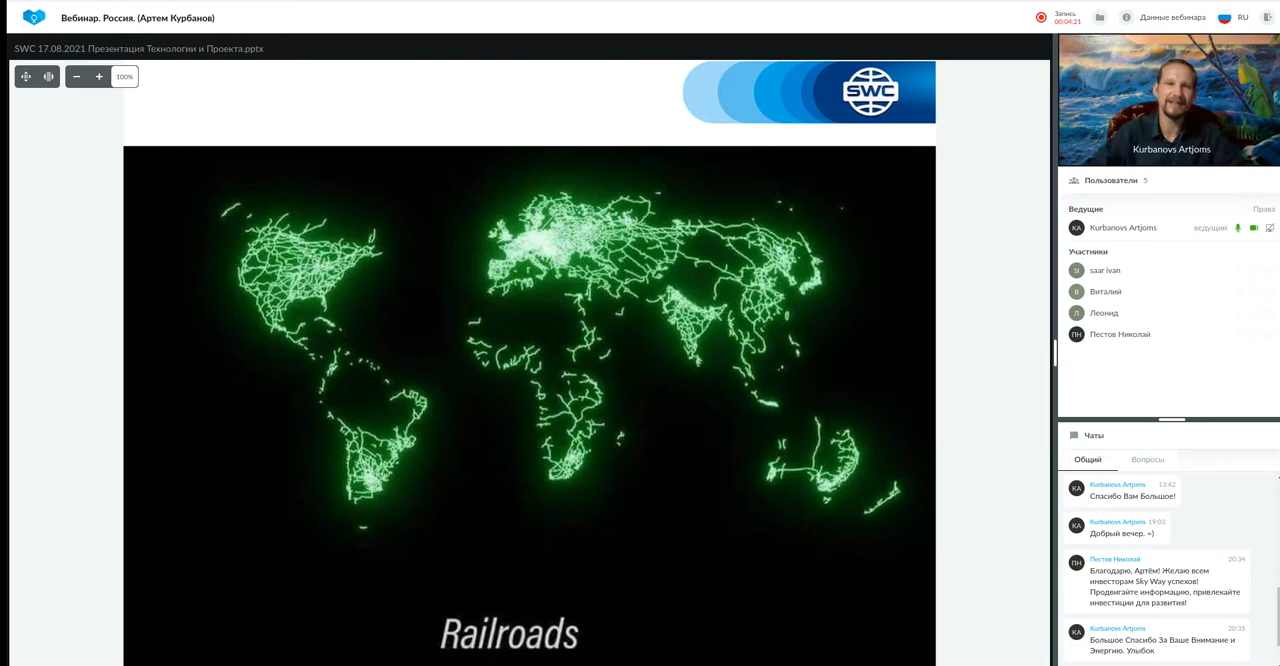 Вебинар. Россия. (Артем Курбанов)
Запись
00:04:21
Данные вебинара
RU
SWC 17.08.2021 Презентация Технологии и Проекта.pptx
100%
SWC
Railroads
Kurbanovs Artjoms
Пользователи 5
Ведущие Права
KA Kurbanovs Artjoms ведущий
Участники
SI saar ivan
В Виталий
Л Леонид
ПН Пестов Николай
Чаты
Общий Вопросы
KA Kurbanovs Artjoms 13:42
Спасибо Вам Большое!
KA Kurbanovs Artjoms 19:03
Добрый вечер. =)
ПН Пестов Николай 20:34
Благодарю, Артём! Желаю всем
инвесторам Sky Way успехов!
Продвигайте информацию, привлекайте
инвестиции для развития!
KA Kurbanovs Artjoms 20:35
Большое Спасибо За Ваше Внимание и
Энергию. Улыбок